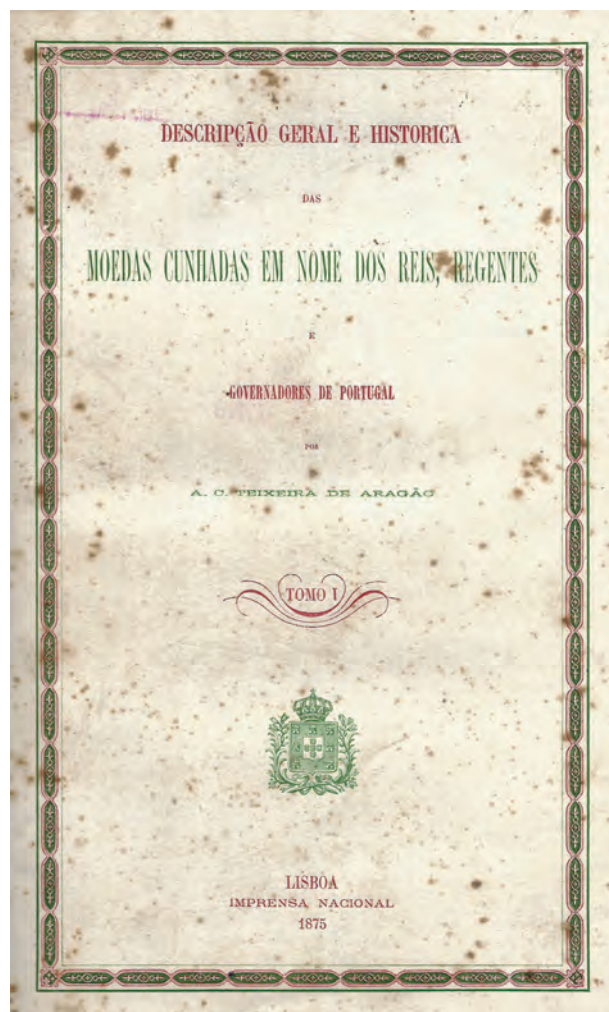 DESCRIPÇÃO GERAL E HISTORICA
DAS
MOEDAS CUNHADAS EM NOME DOS REIS, REGENTES
E
GOVERNADORES DE PORTUGAL
POR
A. C. TEIXEIRA DE ARAGÃO
TOMO I
LISBOA
IMPRENSA NACIONAL
1875